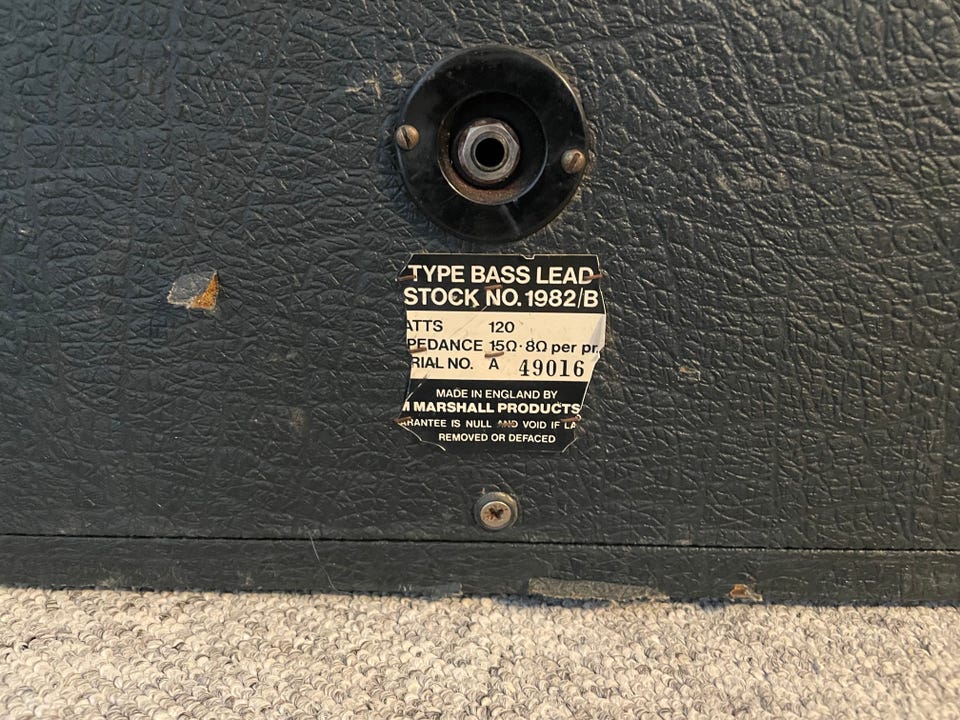 TYPE BASS LEAD
STOCK NO. 1982/B
ATTS 120
PEDANCE 15Ω·8Ω per pr.
RIAL NO. A 49016
MADE IN ENGLAND BY
M MARSHALL PRODUCTS
ARANTEE IS NULL AND VOID IF LA
REMOVED OR DEFACED